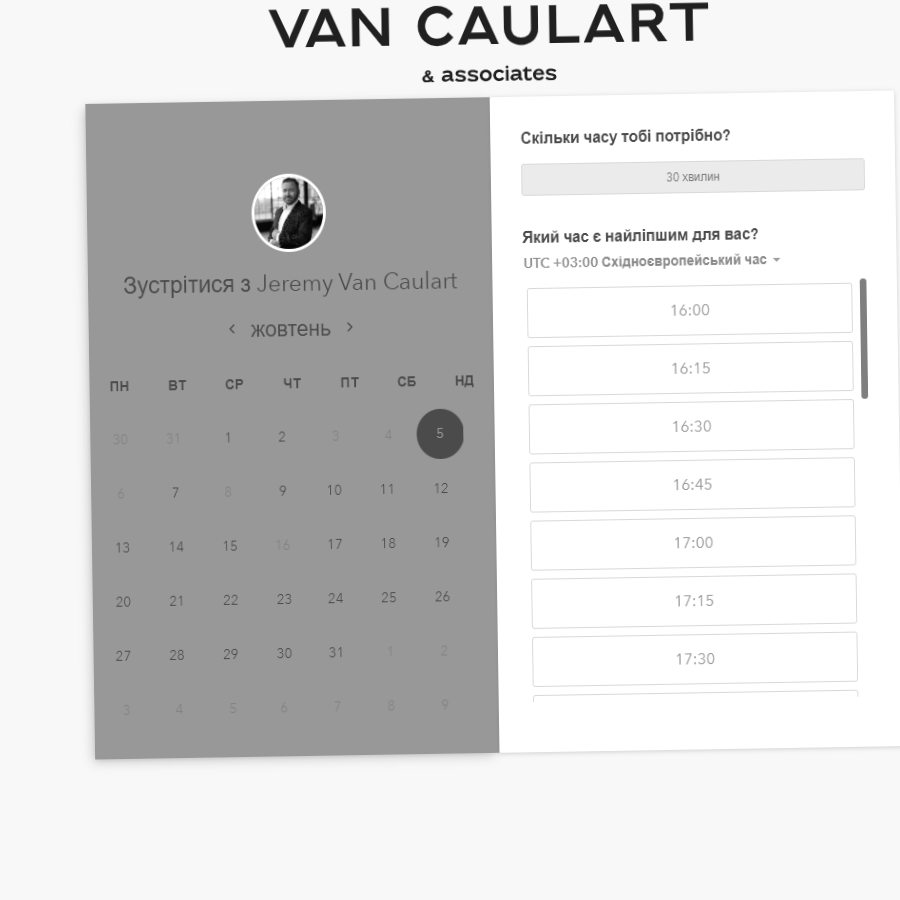 VAN CAULART
& associates
Зустрітися з Jeremy Van Caulart
‹ жовтень ›
ПН ВТ СР ЧТ ПТ СБ НД
30 31 1 2 3 4 5
6 7 8 9 10 11 12
13 14 15 16 17 18 19
20 21 22 23 24 25 26
27 28 29 30 31 1 2
3 4 5 6 7 8 9
Скільки часу тобі потрібно?
30 хвилин
Який час є найліпшим для вас?
UTC +03:00 Східноєвропейський час
16:00
16:15
16:30
16:45
17:00
17:15
17:30